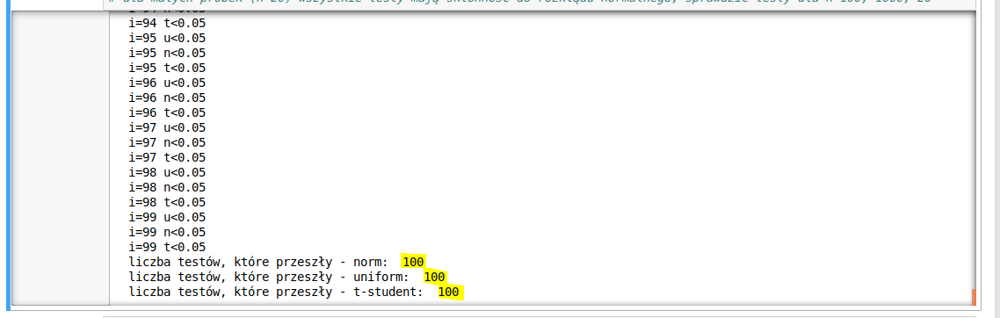 # dla małych próbek (n 20) wszystkie testy mają skłonność do rozkładu normalnego, sprawdźcie testy dla n 100, 1000, 20
i=94 n<0.05
i=94 t<0.05
i=95 u<0.05
i=95 n<0.05
i=95 t<0.05
i=96 u<0.05
i=96 n<0.05
i=96 t<0.05
i=97 u<0.05
i=97 n<0.05
i=97 t<0.05
i=98 u<0.05
i=98 n<0.05
i=98 t<0.05
i=99 u<0.05
i=99 n<0.05
i=99 t<0.05
liczba testów, które przeszły - norm: 100
liczba testów, które przeszły - uniform: 100
liczba testów, które przeszły - t-student: 100